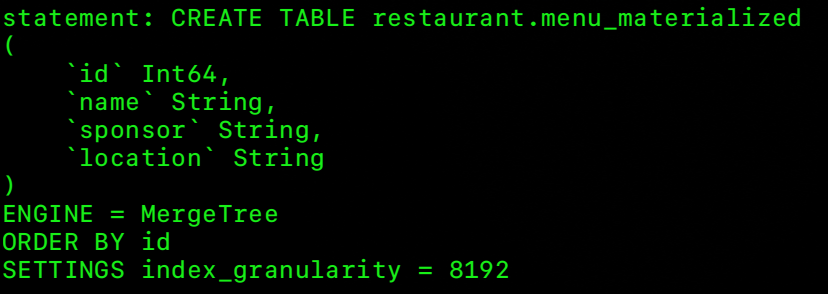 statement: CREATE TABLE restaurant.menu_materialized
(
    `id` Int64,
    `name` String,
    `sponsor` String,
    `location` String
)
ENGINE = MergeTree
ORDER BY id
SETTINGS index_granularity = 8192